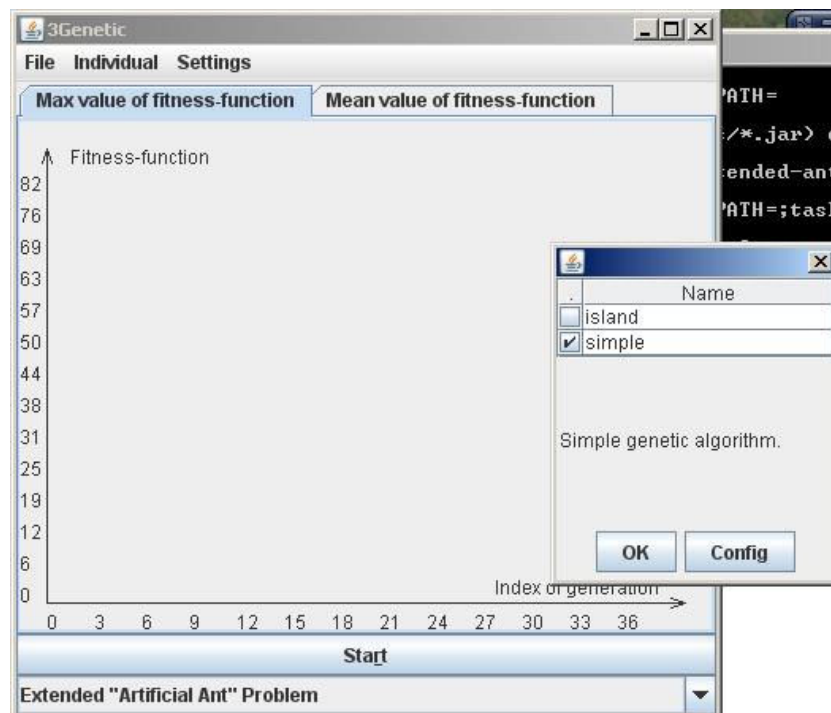 3Genetic
File Individual Settings
Max value of fitness-function Mean value of fitness-function
Fitness-function
82
76
69
63
57
50
44
38
31
25
19
12
6
0
Index of generation
0 3 6 9 12 15 18 21 24 27 30 33 36
Start
Extended "Artificial Ant" Problem
. Name
island
simple
Simple genetic algorithm.
OK Config
PATH=
/*.jar)
ended-ant
PATH=;tas